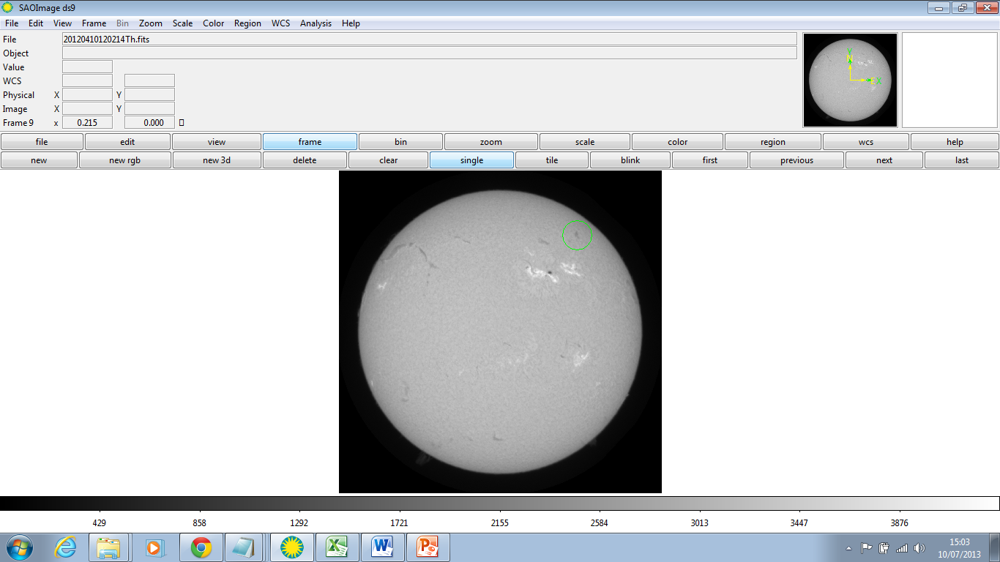 SAOImage ds9
File Edit View Frame Bin Zoom Scale Color Region WCS Analysis Help
File 20120410120214Th.fits
Object
Value
WCS
Physical X Y
Image X Y
Frame 9 x 0.215 0.000
N
E X
file edit view frame bin zoom scale color region wcs help
new new rgb new 3d delete clear single tile blink first previous next last
429 858 1292 1721 2155 2584 3013 3447 3876
15:03
10/07/2013